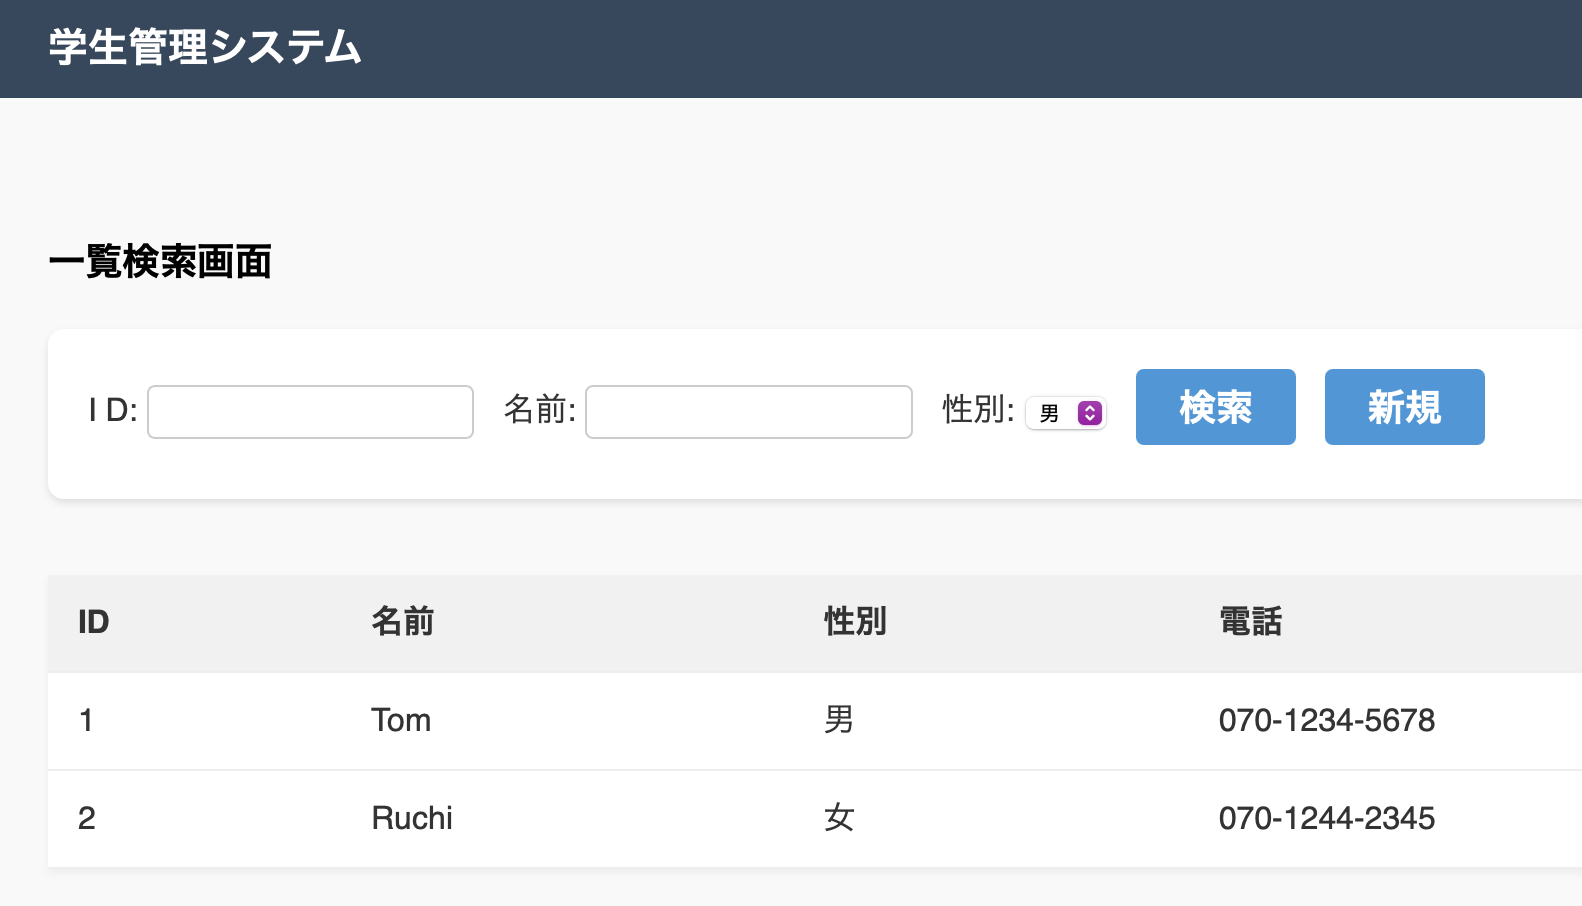 学生管理システム
一覧検索画面
I D: 名前: 性別: 男 検索 新規
ID 名前 性別 電話
1 Tom 男 070-1234-5678
2 Ruchi 女 070-1244-2345